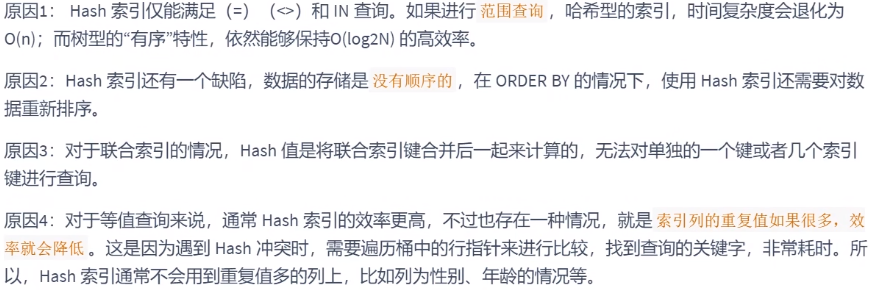 原因1： Hash 索引仅能满足（=）（<>）和 IN 查询。如果进行 范围查询 ，哈希型的索引，时间复杂度会退化为
O(n)；而树型的“有序”特性，依然能够保持O(log2N) 的高效率。
原因2：Hash 索引还有一个缺陷，数据的存储是 没有顺序的 ，在 ORDER BY 的情况下，使用 Hash 索引还需要对数
据重新排序。
原因3：对于联合索引的情况，Hash 值是将联合索引键合并后一起来计算的，无法对单独的一个键或者几个索引
键进行查询。
原因4：对于等值查询来说，通常 Hash 索引的效率更高，不过也存在一种情况，就是 索引列的重复值如果很多，效
率就会降低 。这是因为遇到 Hash 冲突时，需要遍历桶中的行指针来进行比较，找到查询的关键字，非常耗时。所
以，Hash 索引通常不会用到重复值多的列上，比如列为性别、年龄的情况等。